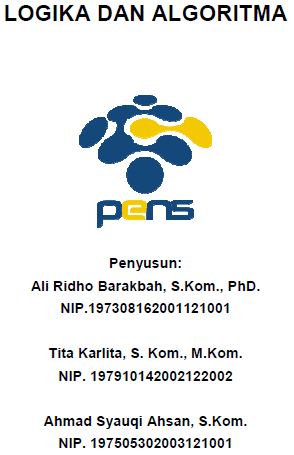 LOGIKA DAN ALGORITMA
pens
Penyusun:
Ali Ridho Barakbah, S.Kom., PhD.
NIP.197308162001121001
Tita Karlita, S. Kom., M.Kom.
NIP. 197910142002122002
Ahmad Syauqi Ahsan, S.Kom.
NIP. 197505302003121001